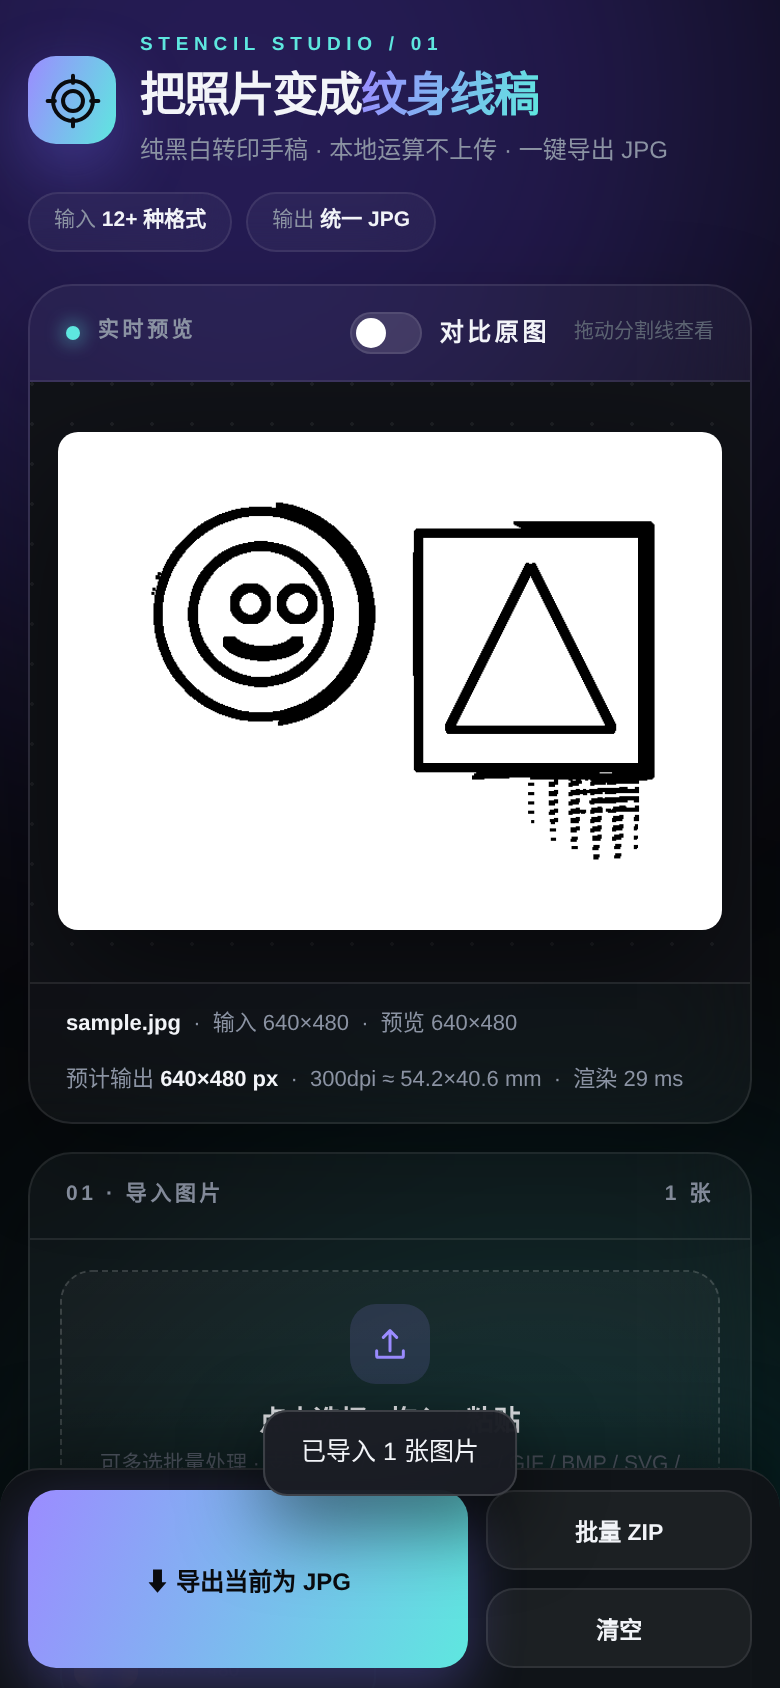 STENCIL STUDIO / 01
把照片变成纹身线稿
纯黑白转印手稿 · 本地运算不上传 · 一键导出 JPG
输入 12+ 种格式
输出 统一 JPG
实时预览
对比原图
拖动分割线查看
sample.jpg · 输入 640×480 · 预览 640×480
预计输出 640×480 px · 300dpi ≈ 54.2×40.6 mm · 渲染 29 ms
01 · 导入图片
1 张
可多选批量处理 ·
GIF / BMP / SVG /
已导入 1 张图片
⬇ 导出当前为 JPG
批量 ZIP
清空